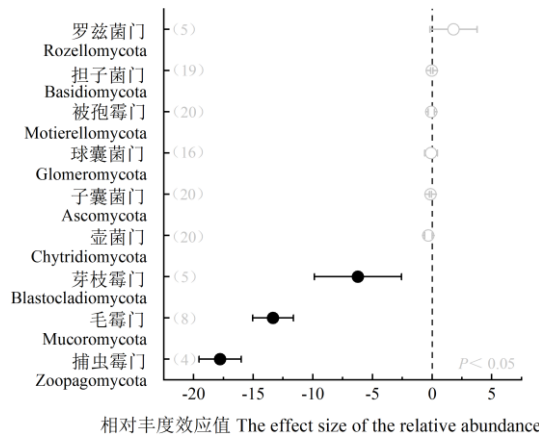 罗兹菌门 (5)
Rozellomycota
担子菌门 (19)
Basidiomycota
被孢霉门 (20)
Motierellomycota
球囊菌门 (16)
Glomeromycota
子囊菌门 (20)
Ascomycota
壶菌门 (20)
Chytridiomycota
芽枝霉门 (5)
Blastocladiomycota
毛霉门 (8)
Mucoromycota
捕虫霉门 (4)
Zoopagomycota
P< 0.05
-20 -15 -10 -5 0 5
相对丰度效应值 The effect size of the relative abundance